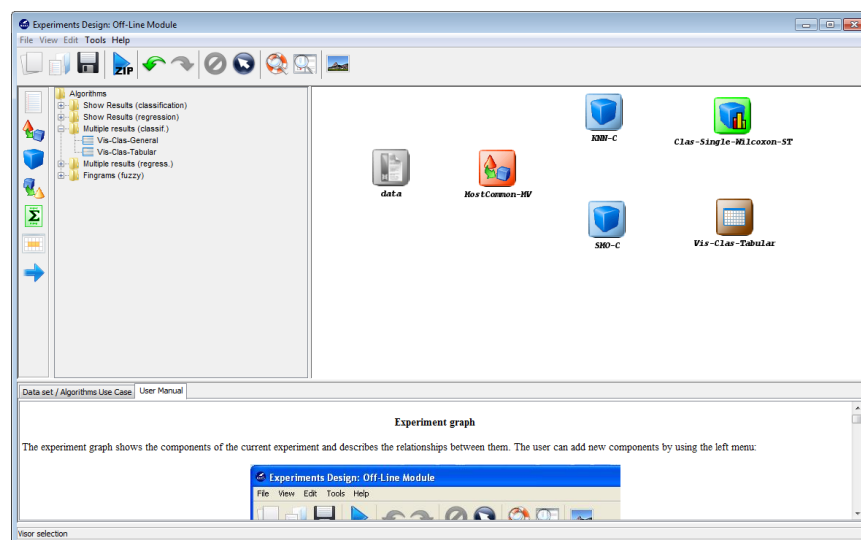 Experiments Design: Off-Line Module
File View Edit Tools Help
ZIP
Algorithms
Show Results (classification)
Show Results (regression)
Multiple results (classif.)
Vis-Clas-General
Vis-Clas-Tabular
Multiple results (regress.)
Fingrams (fuzzy)
Σ
KNN-C
Clas-Single-Wilcoxon-ST
data
MostCommon-MV
SMO-C
Vis-Clas-Tabular
Data set / Algorithms Use Case User Manual
Experiment graph
The experiment graph shows the components of the current experiment and describes the relationships between them. The user can add new components by using the left menu:
Experiments Design: Off-Line Module
File View Edit Tools Help
Visor selection